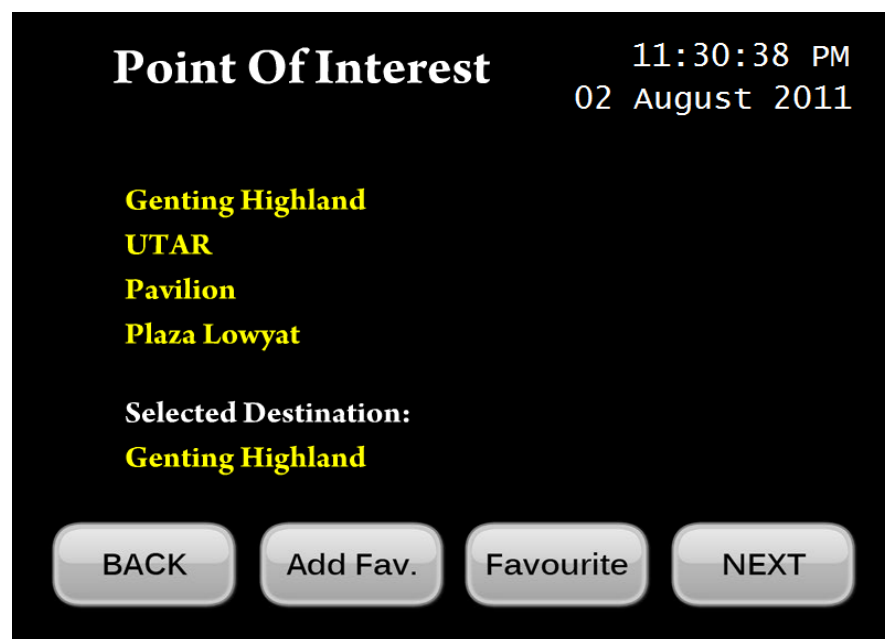 Point Of Interest
11:30:38 PM
02 August 2011
Genting Highland
UTAR
Pavilion
Plaza Lowyat
Selected Destination:
Genting Highland
BACK
Add Fav.
Favourite
NEXT